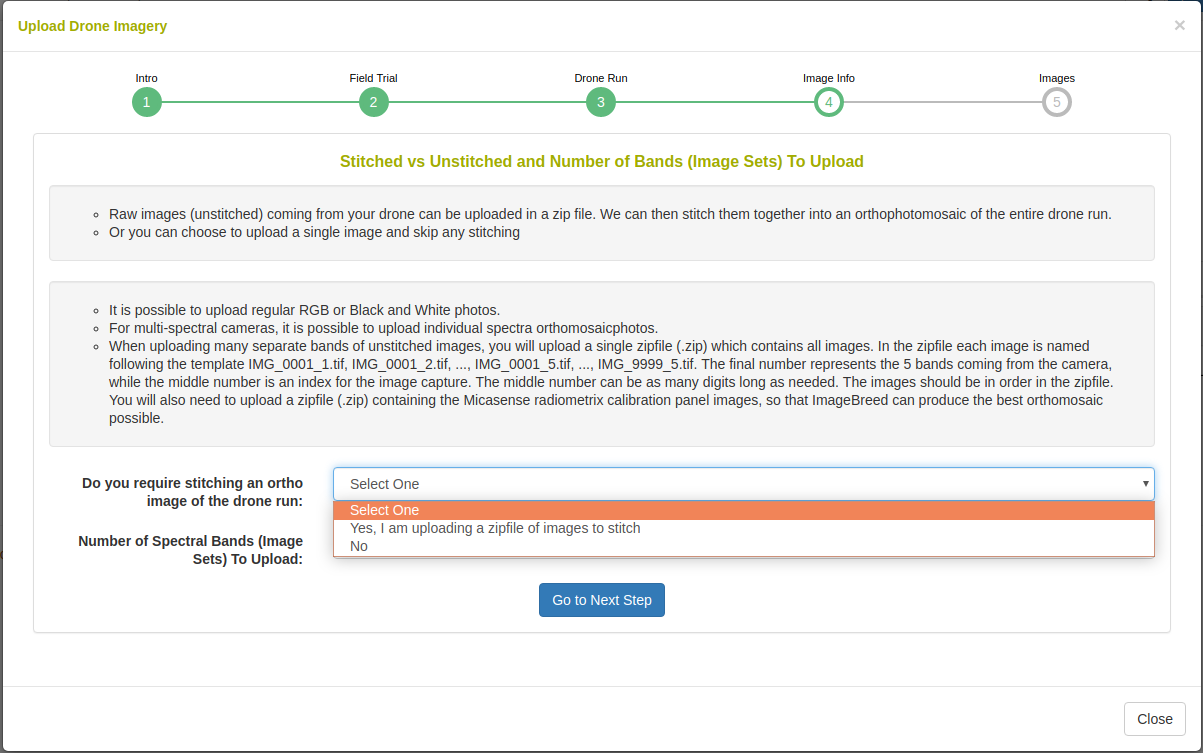 Upload Drone Imagery
×
Intro
Field Trial
Drone Run
Image Info
Images
1
2
3
4
5
Stitched vs Unstitched and Number of Bands (Image Sets) To Upload
Raw images (unstitched) coming from your drone can be uploaded in a zip file. We can then stitch them together into an orthophotomosaic of the entire drone run.
Or you can choose to upload a single image and skip any stitching
It is possible to upload regular RGB or Black and White photos.
For multi-spectral cameras, it is possible to upload individual spectra orthomosaicphotos.
When uploading many separate bands of unstitched images, you will upload a single zipfile (.zip) which contains all images. In the zipfile each image is named
following the template IMG_0001_1.tif, IMG_0001_2.tif, ..., IMG_0001_5.tif, ..., IMG_9999_5.tif. The final number represents the 5 bands coming from the camera,
while the middle number is an index for the image capture. The middle number can be as many digits long as needed. The images should be in order in the zipfile.
You will also need to upload a zipfile (.zip) containing the Micasense radiometrix calibration panel images, so that ImageBreed can produce the best orthomosaic
possible.
Do you require stitching an ortho
image of the drone run:
Select One
Select One
Yes, I am uploading a zipfile of images to stitch
No
Number of Spectral Bands (Image
Sets) To Upload:
Go to Next Step
Close